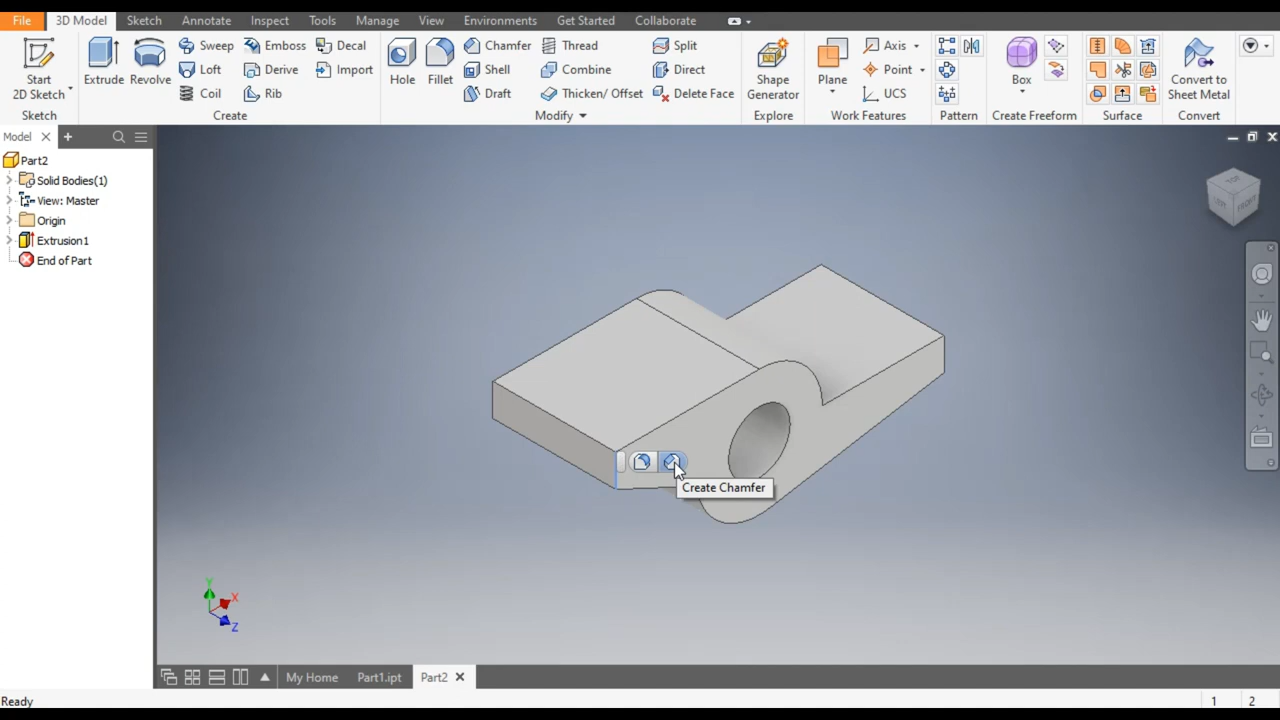 File 3D Model Sketch Annotate Inspect Tools Manage View Environments Get Started Collaborate
Start
2D Sketch
Extrude
Revolve
Sweep
Loft
Coil
Emboss
Derive
Rib
Decal
Import
Hole
Fillet
Chamfer
Shell
Draft
Thread
Combine
Thicken/ Offset
Split
Direct
Delete Face
Shape
Generator
Plane
Axis
Point
UCS
Box
Convert to
Sheet Metal
Sketch Create Modify Explore Work Features Pattern Create Freeform Surface Convert
Model
Part2
Solid Bodies(1)
View: Master
Origin
Extrusion1
End of Part
TOP
FRONT
Create Chamfer
Y
X
Z
My Home Part1.ipt Part2
Ready 1 2